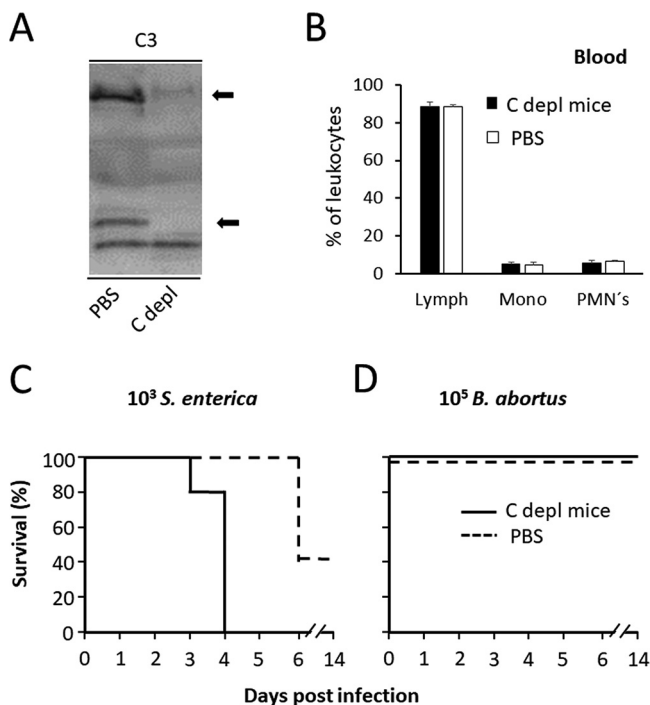 A
C3
PBS
C depl
B
Blood
% of leukocytes
100
80
60
40
20
0
C depl mice
PBS
Lymph
Mono
PMN´s
C
10³ S. enterica
Survival (%)
100
80
60
40
20
0
0 1 2 3 4 5 6 14
D
10⁵ B. abortus
C depl mice
PBS
0 1 2 3 4 5 6 14
Days post infection